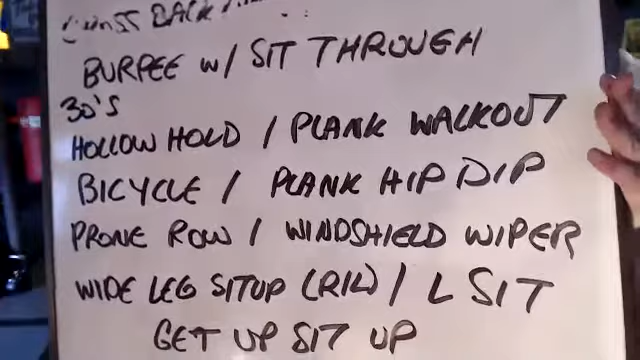 BACK /
BURPEE W/ SIT THROUGH
30'S
HOLLOW HOLD / PLANK WALKOUT
BICYCLE / PLANK HIP DIP
PRONE ROW / WINDSHIELD WIPER
WIDE LEG SITUP (R/L) / L SIT
GET UP SIT UP